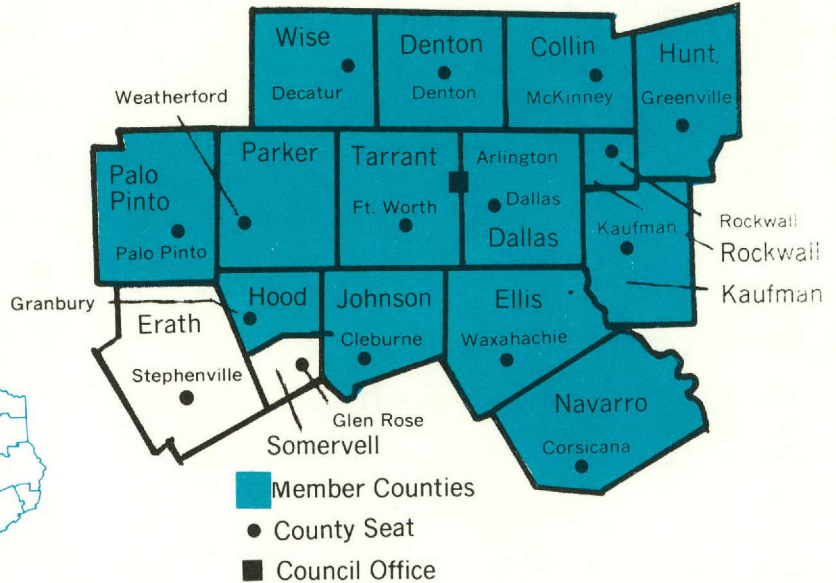 Wise
Decatur
Denton
Denton
Collin
McKinney
Hunt
Greenville
Weatherford
Palo
Pinto
Palo Pinto
Parker
Tarrant
Ft. Worth
Arlington
Dallas
Dallas
Kaufman
Rockwall
Rockwall
Kaufman
Granbury
Hood
Johnson
Cleburne
Ellis
Waxahachie
Erath
Stephenville
Glen Rose
Somervell
Navarro
Corsicana
Member Counties
County Seat
Council Office